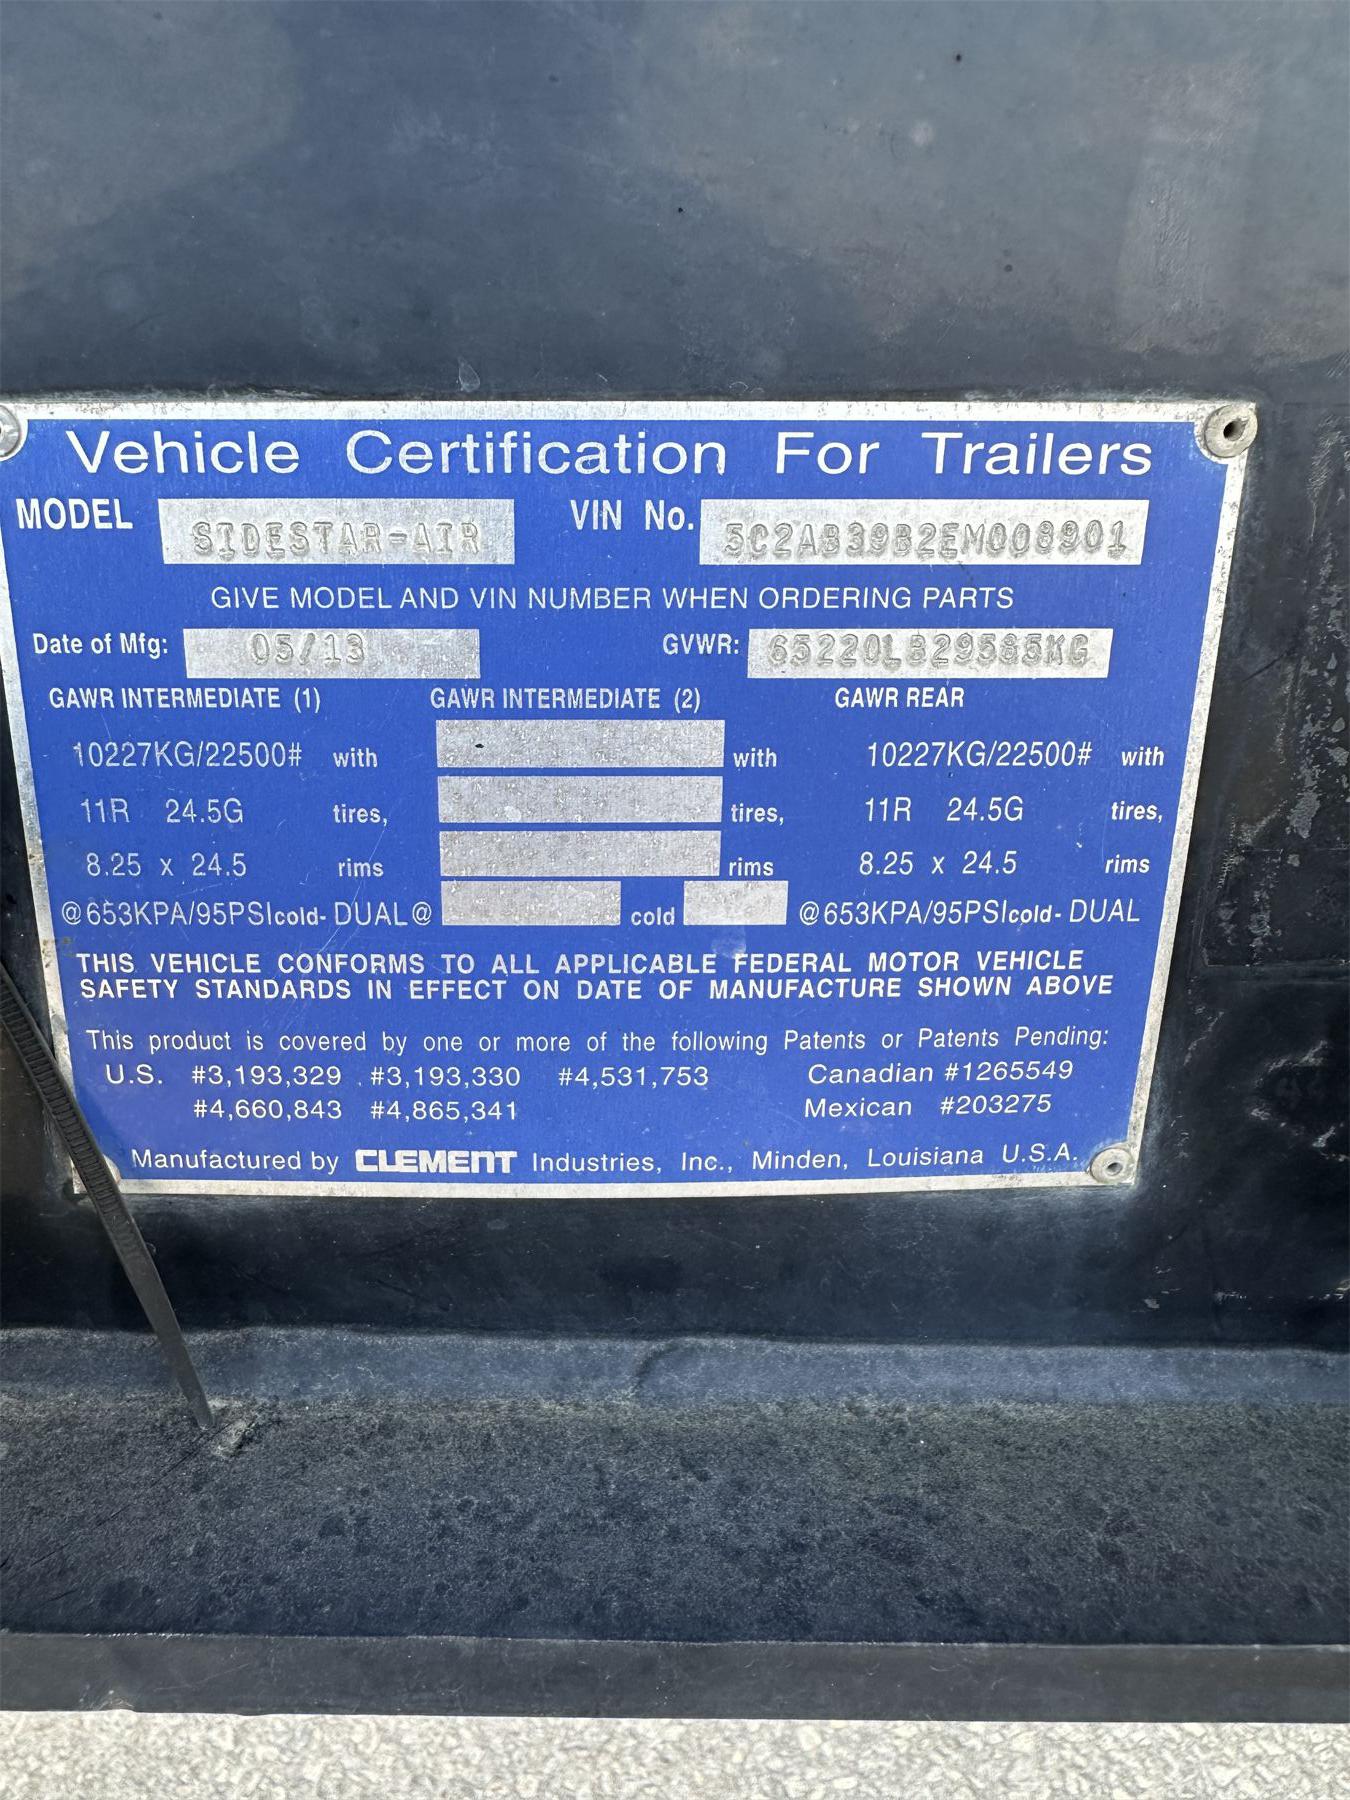 Vehicle Certification For Trailers
MODEL SIDESTAR-AIR VIN No. 5C2AB39B2EM008901
GIVE MODEL AND VIN NUMBER WHEN ORDERING PARTS
Date of Mfg: 05/13 GVWR: 65220LB29585KG
GAWR INTERMEDIATE (1) GAWR INTERMEDIATE (2) GAWR REAR
10227KG/22500# with with 10227KG/22500# with
11R 24.5G tires, tires, 11R 24.5G tires,
8.25 x 24.5 rims rims 8.25 x 24.5 rims
@653KPA/95PSIcold- DUAL@ cold @653KPA/95PSIcold- DUAL
THIS VEHICLE CONFORMS TO ALL APPLICABLE FEDERAL MOTOR VEHICLE
SAFETY STANDARDS IN EFFECT ON DATE OF MANUFACTURE SHOWN ABOVE
This product is covered by one or more of the following Patents or Patents Pending:
U.S. #3,193,329 #3,193,330 #4,531,753 Canadian #1265549
#4,660,843 #4,865,341 Mexican #203275
Manufactured by CLEMENT Industries, Inc., Minden, Louisiana U.S.A.